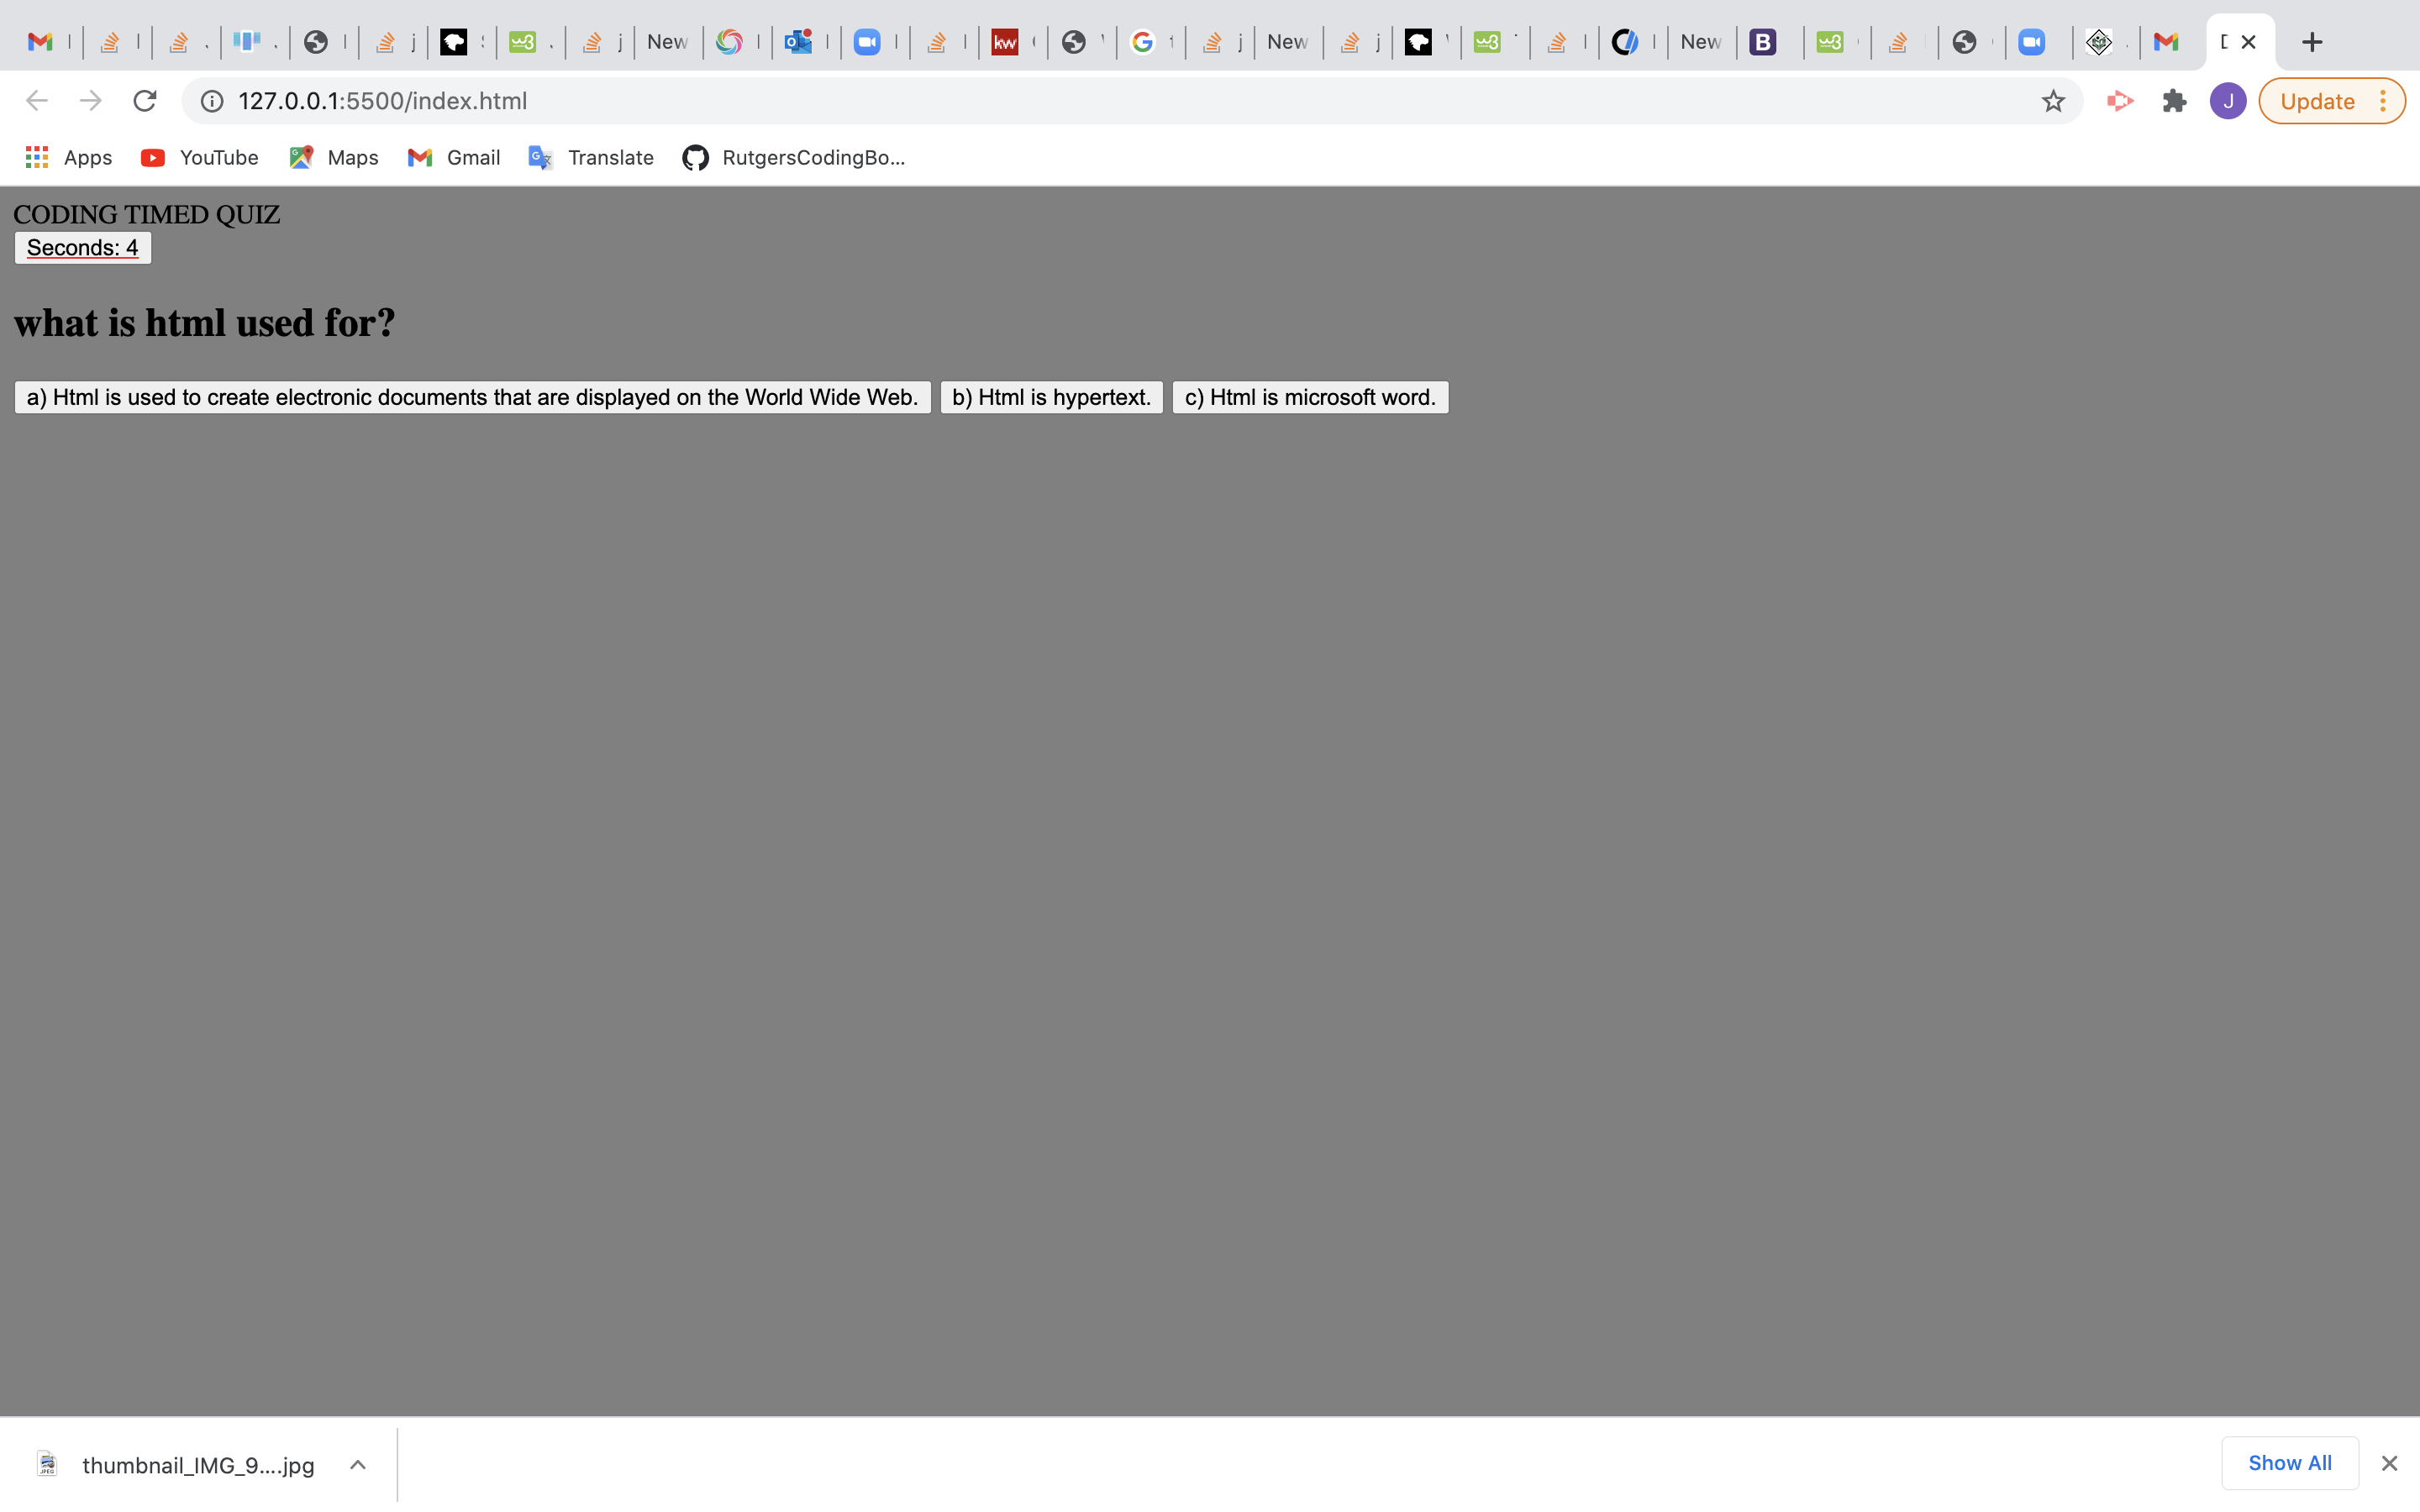 New
kw
New
New
B
127.0.0.1:5500/index.html
J
Update
Apps
YouTube
Maps
Gmail
Translate
RutgersCodingBo...
CODING TIMED QUIZ
Seconds: 4
what is html used for?
a) Html is used to create electronic documents that are displayed on the World Wide Web.
b) Html is hypertext.
c) Html is microsoft word.
thumbnail_IMG_9....jpg
Show All